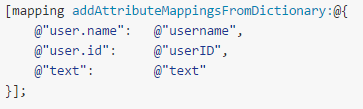 [mapping addAttributeMappingsFromDictionary:@{
    @"user.name":   @"username",
    @"user.id":     @"userID",
    @"text":        @"text"
}];